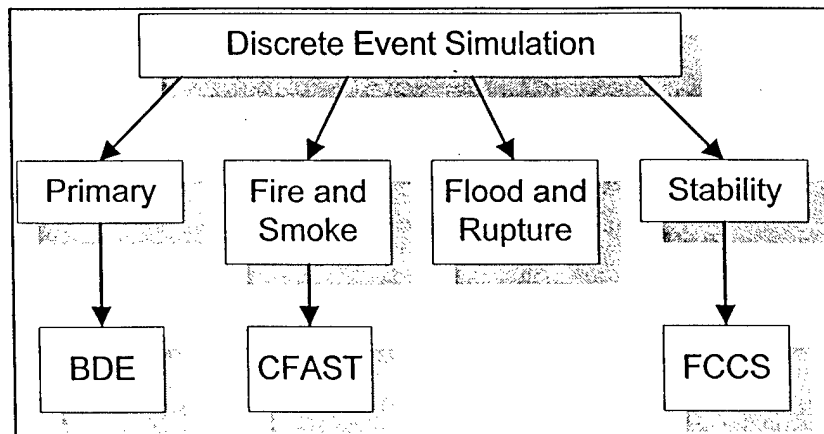 Discrete Event Simulation
Primary
Fire and
Smoke
Flood and
Rupture
Stability
BDE
CFAST
FCCS